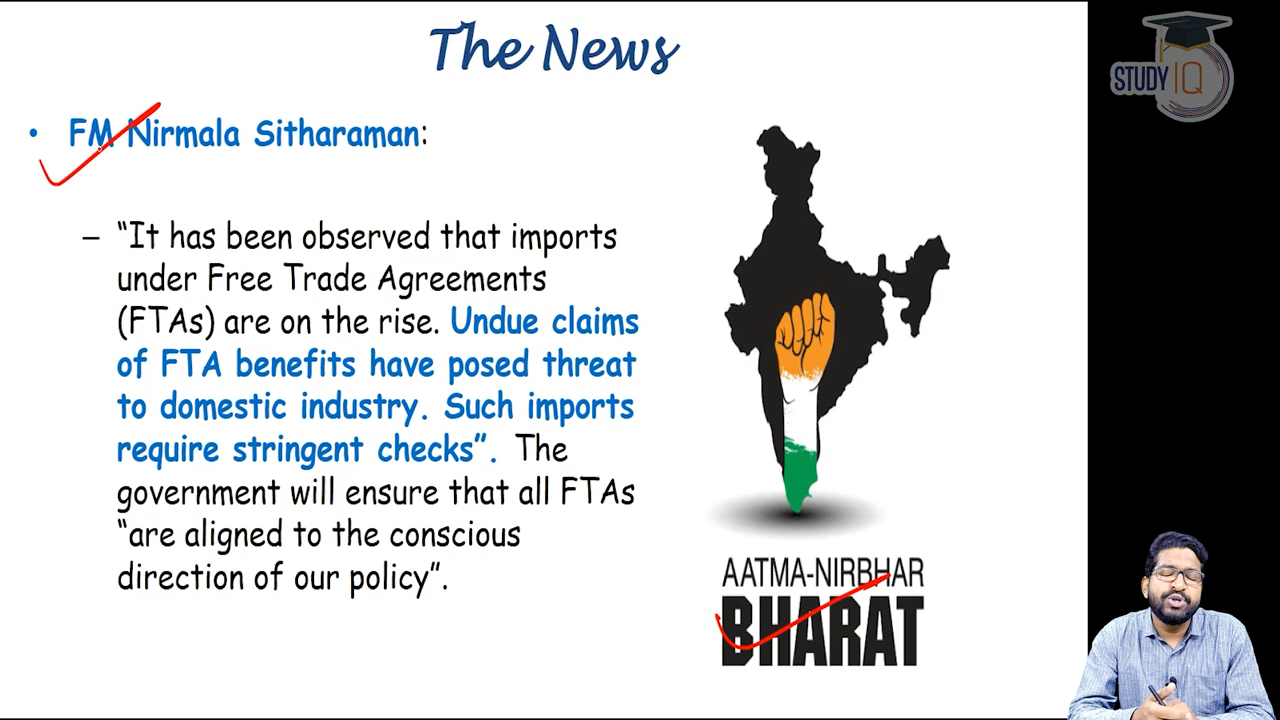 The News
STUDY IQ
• FM Nirmala Sitharaman:
– “It has been observed that imports
under Free Trade Agreements
(FTAs) are on the rise. Undue claims
of FTA benefits have posed threat
to domestic industry. Such imports
require stringent checks”. The
government will ensure that all FTAs
“are aligned to the conscious
direction of our policy”.
AATMA-NIRBHAR
BHARAT